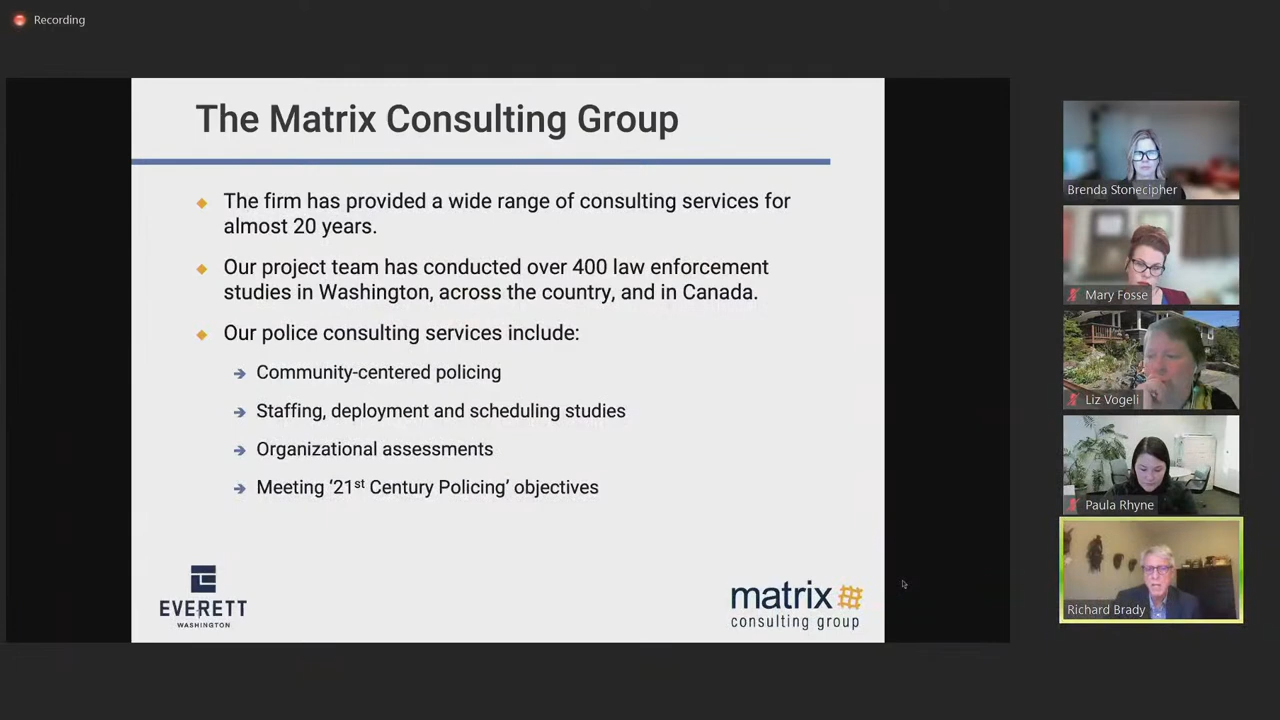 Recording
The Matrix Consulting Group
The firm has provided a wide range of consulting services for
almost 20 years.
Our project team has conducted over 400 law enforcement
studies in Washington, across the country, and in Canada.
Our police consulting services include:
Community-centered policing
Staffing, deployment and scheduling studies
Organizational assessments
Meeting ‘21st Century Policing’ objectives
EVERETT
WASHINGTON
matrix
consulting group
Brenda Stonecipher
Mary Fosse
Liz Vogeli
Paula Rhyne
Richard Brady